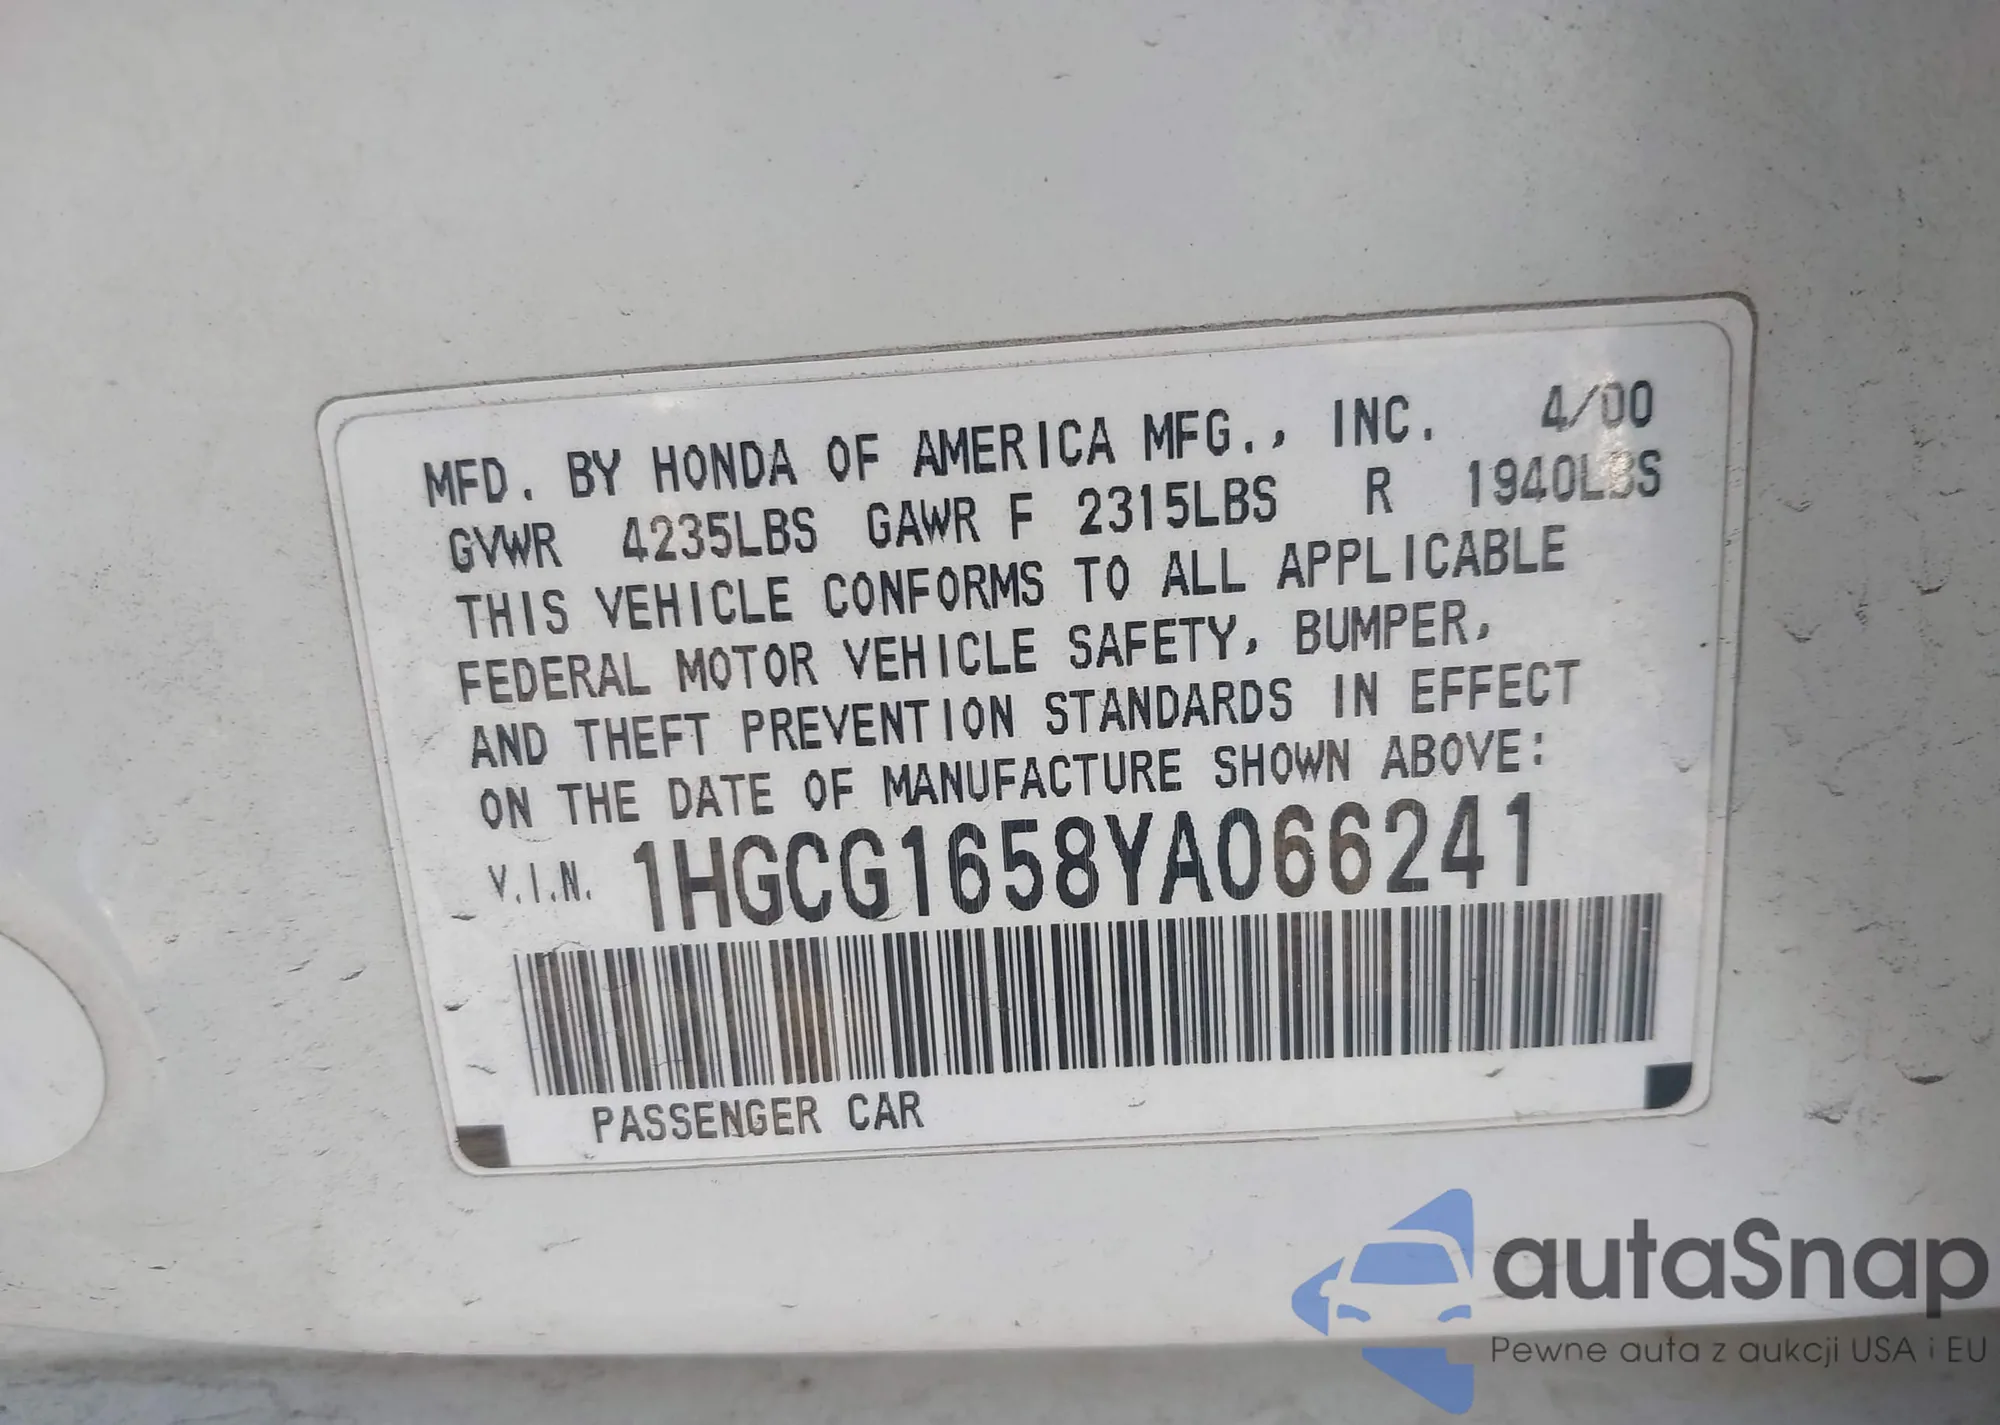 MFD. BY HONDA OF AMERICA MFG., INC. 4/00
GVWR 4235LBS GAWR F 2315LBS R 1940LBS
THIS VEHICLE CONFORMS TO ALL APPLICABLE
FEDERAL MOTOR VEHICLE SAFETY, BUMPER,
AND THEFT PREVENTION STANDARDS IN EFFECT
ON THE DATE OF MANUFACTURE SHOWN ABOVE:
V.I.N. 1HGCG1658YA066241
PASSENGER CAR
autaSnap
Pewne auta z aukcji USA i EU